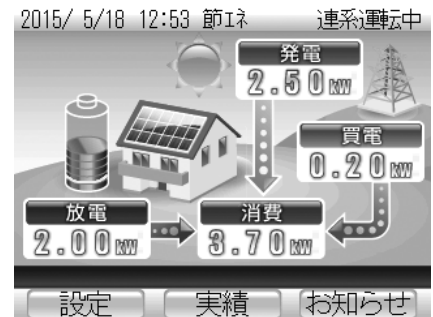 2015/ 5/18 12:53 節エネ 連系運転中
発電
2.50kW
買電
0.20kW
放電
2.00kW
消費
3.70kW
設定 実績 お知らせ